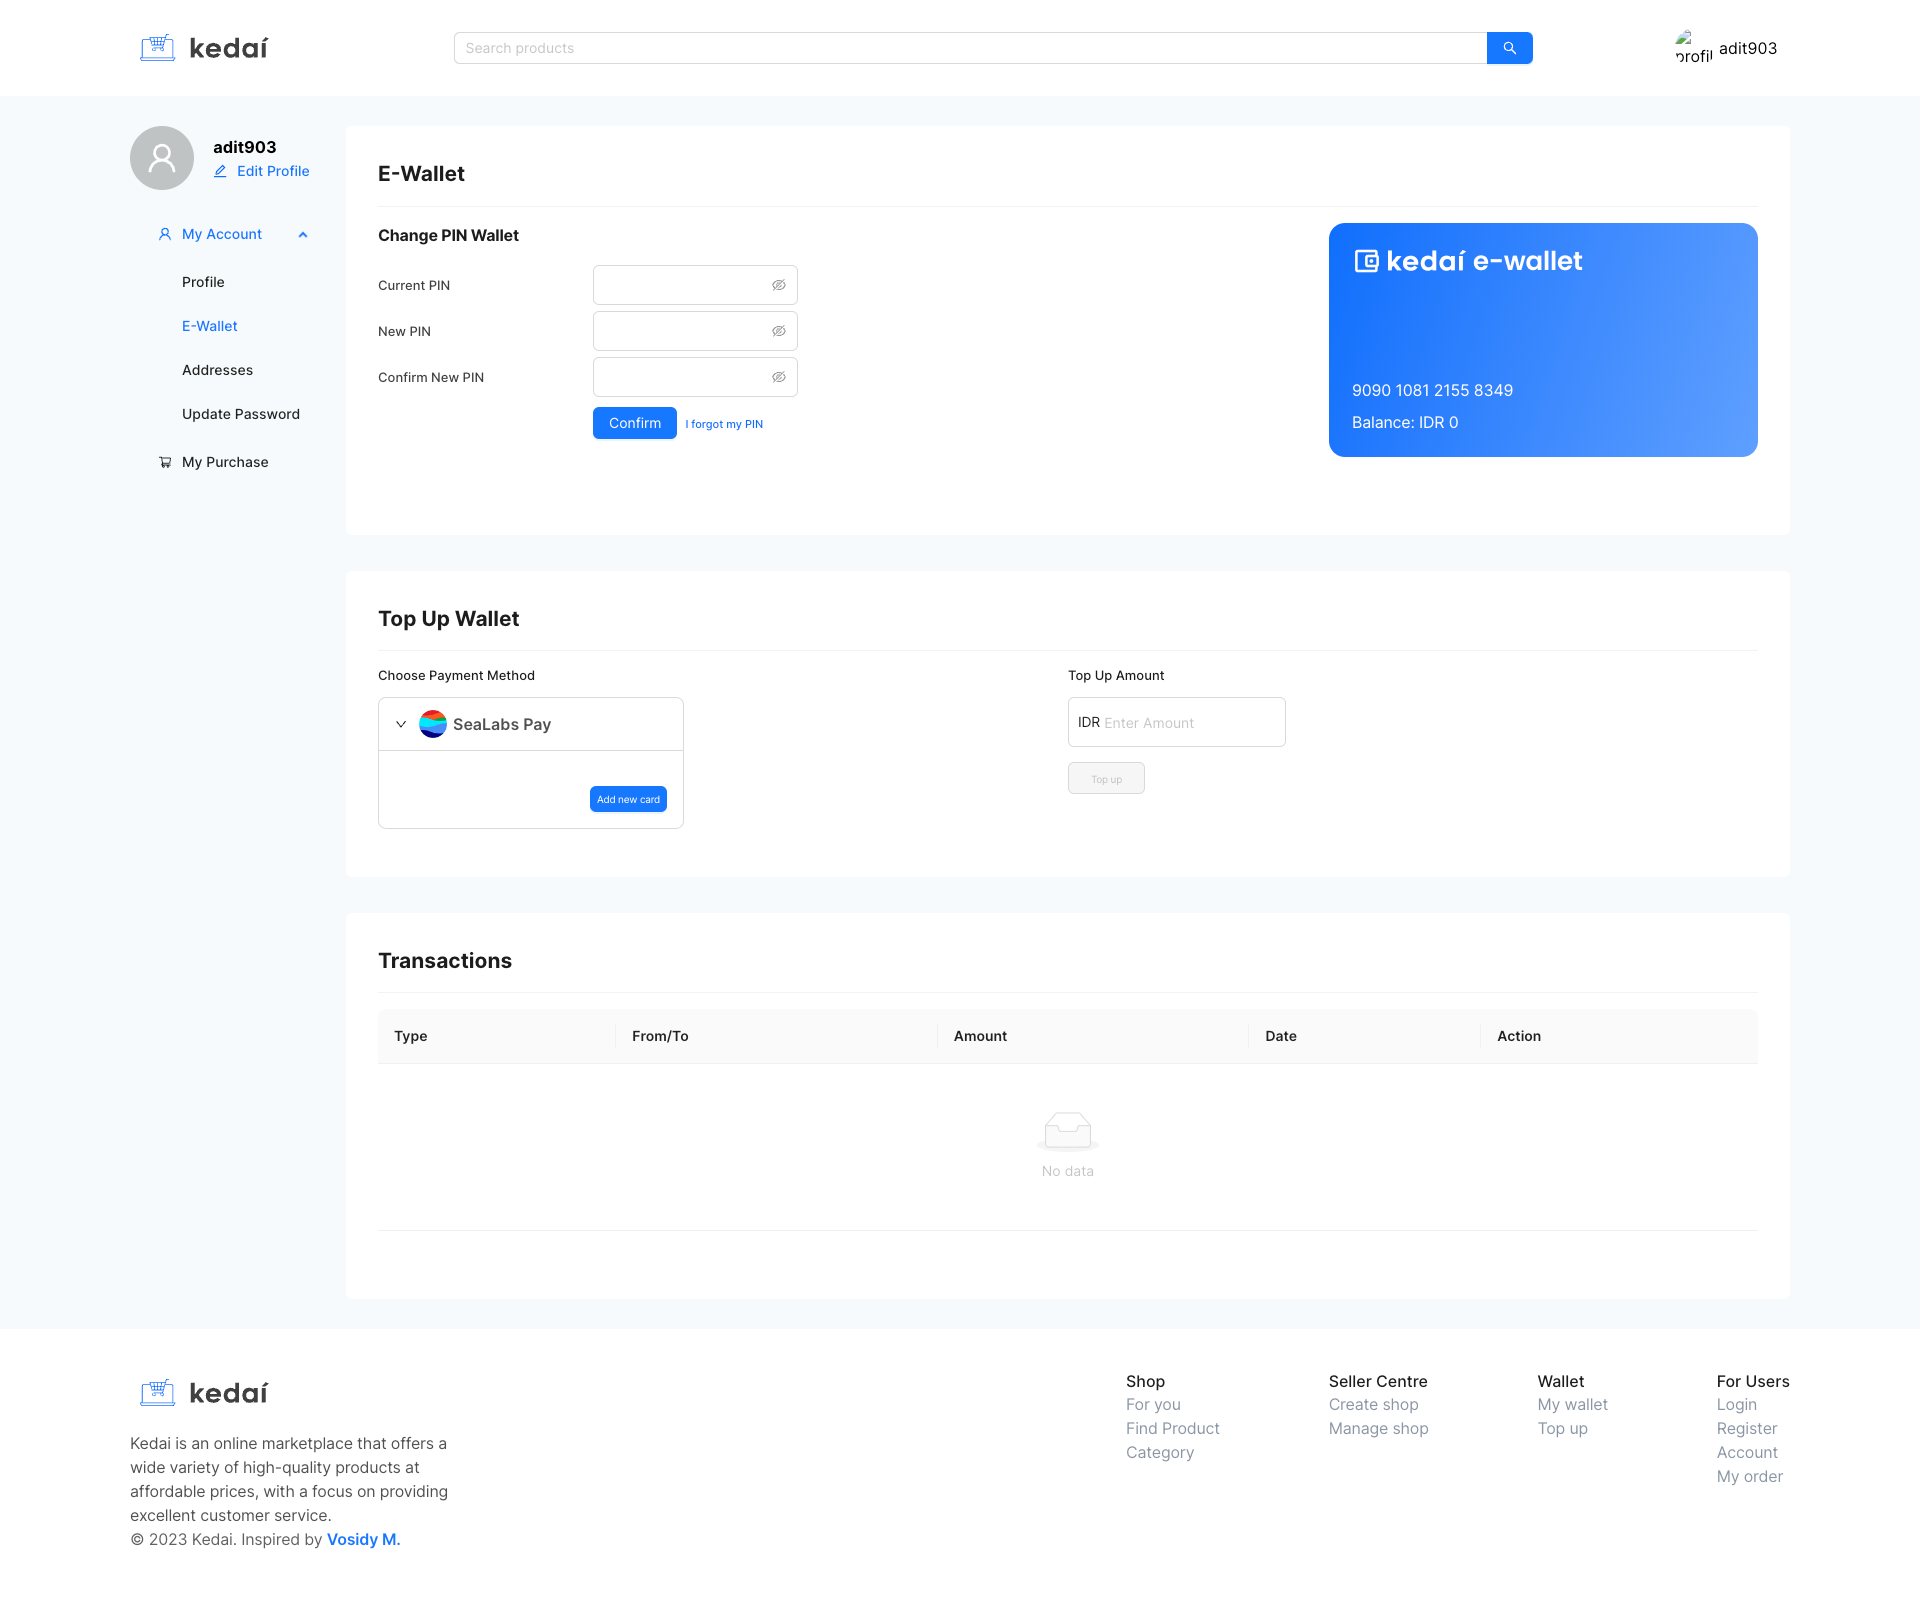 kedaí
Search products
profil
adit903
adit903
Edit Profile
My Account
Profile
E-Wallet
Addresses
Update Password
My Purchase
E-Wallet
Change PIN Wallet
Current PIN
New PIN
Confirm New PIN
Confirm
I forgot my PIN
kedaí e-wallet
9090 1081 2155 8349
Balance: IDR 0
Top Up Wallet
Choose Payment Method
SeaLabs Pay
Add new card
Top Up Amount
IDR Enter Amount
Top up
Transactions
Type From/To Amount Date Action
No data
kedaí
Kedai is an online marketplace that offers a
wide variety of high-quality products at
affordable prices, with a focus on providing
excellent customer service.
© 2023 Kedai. Inspired by Vosidy M.
Shop
For you
Find Product
Category
Seller Centre
Create shop
Manage shop
Wallet
My wallet
Top up
For Users
Login
Register
Account
My order